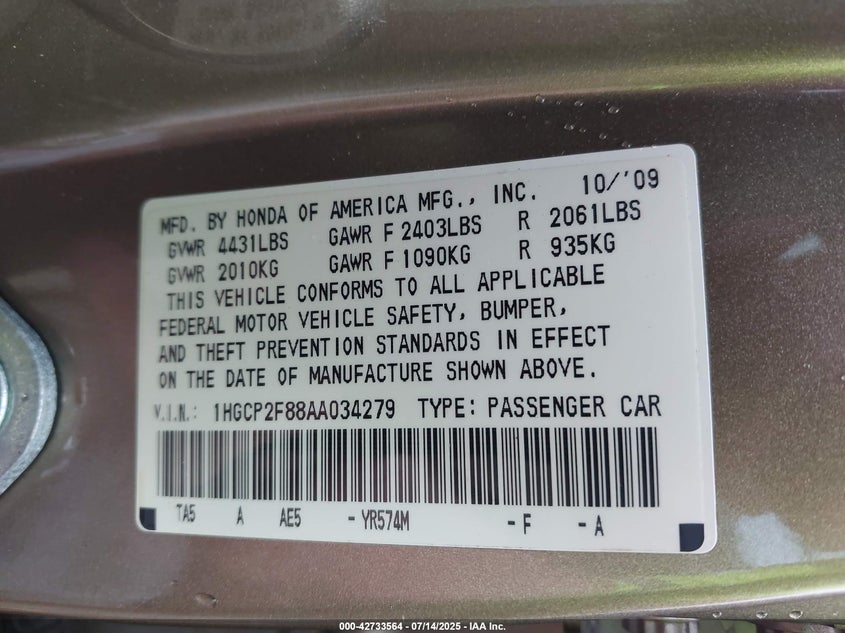 MFD. BY HONDA OF AMERICA MFG., INC. 10/'09
GVWR 4431LBS GAWR F 2403LBS R 2061LBS
GVWR 2010KG GAWR F 1090KG R 935KG
THIS VEHICLE CONFORMS TO ALL APPLICABLE
FEDERAL MOTOR VEHICLE SAFETY, BUMPER,
AND THEFT PREVENTION STANDARDS IN EFFECT
ON THE DATE OF MANUFACTURE SHOWN ABOVE.
V.I.N.: 1HGCP2F88AA034279 TYPE: PASSENGER CAR
TA5 A AE5 - YR574M - F - A
000-42733564 / 07/14/2025 - IAA Inc.